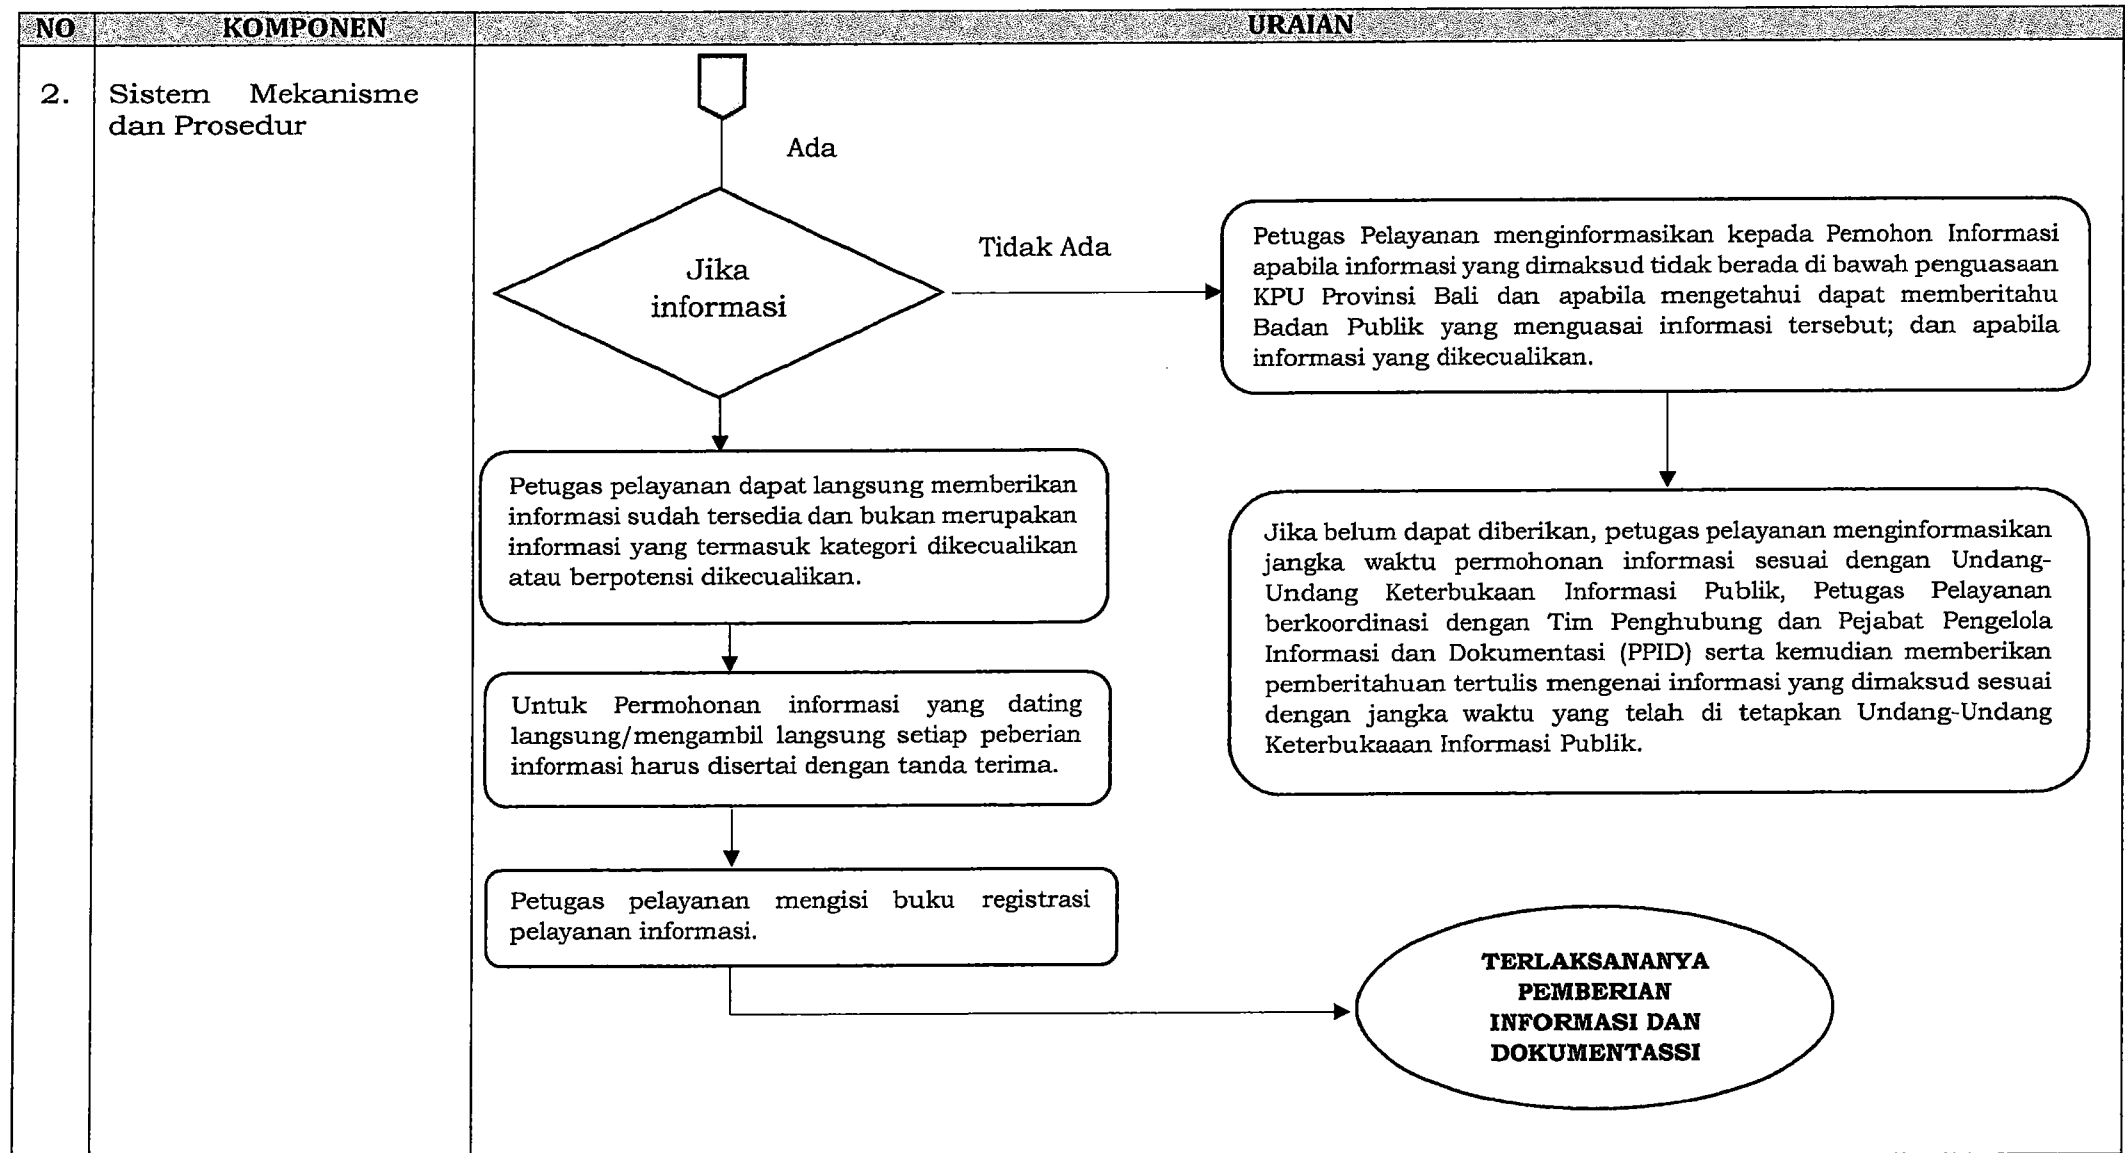 NO KOMPONEN URAIAN
2. Sistem Mekanisme
dan Prosedur
Ada
Jika
informasi
Tidak Ada
Petugas Pelayanan menginformasikan kepada Pemohon Informasi
apabila informasi yang dimaksud tidak berada di bawah penguasaan
KPU Provinsi Bali dan apabila mengetahui dapat memberitahu
Badan Publik yang menguasai informasi tersebut; dan apabila
informasi yang dikecualikan.
Petugas pelayanan dapat langsung memberikan
informasi sudah tersedia dan bukan merupakan
informasi yang termasuk kategori dikecualikan
atau berpotensi dikecualikan.
Jika belum dapat diberikan, petugas pelayanan menginformasikan
jangka waktu permohonan informasi sesuai dengan Undang-
Undang Keterbukaan Informasi Publik, Petugas Pelayanan
berkoordinasi dengan Tim Penghubung dan Pejabat Pengelola
Informasi dan Dokumentasi (PPID) serta kemudian memberikan
pemberitahuan tertulis mengenai informasi yang dimaksud sesuai
dengan jangka waktu yang telah di tetapkan Undang-Undang
Keterbukaaan Informasi Publik.
Untuk Permohonan informasi yang dating
langsung/mengambil langsung setiap peberian
informasi harus disertai dengan tanda terima.
Petugas pelayanan mengisi buku registrasi
pelayanan informasi.
TERLAKSANANYA
PEMBERIAN
INFORMASI DAN
DOKUMENTASSI